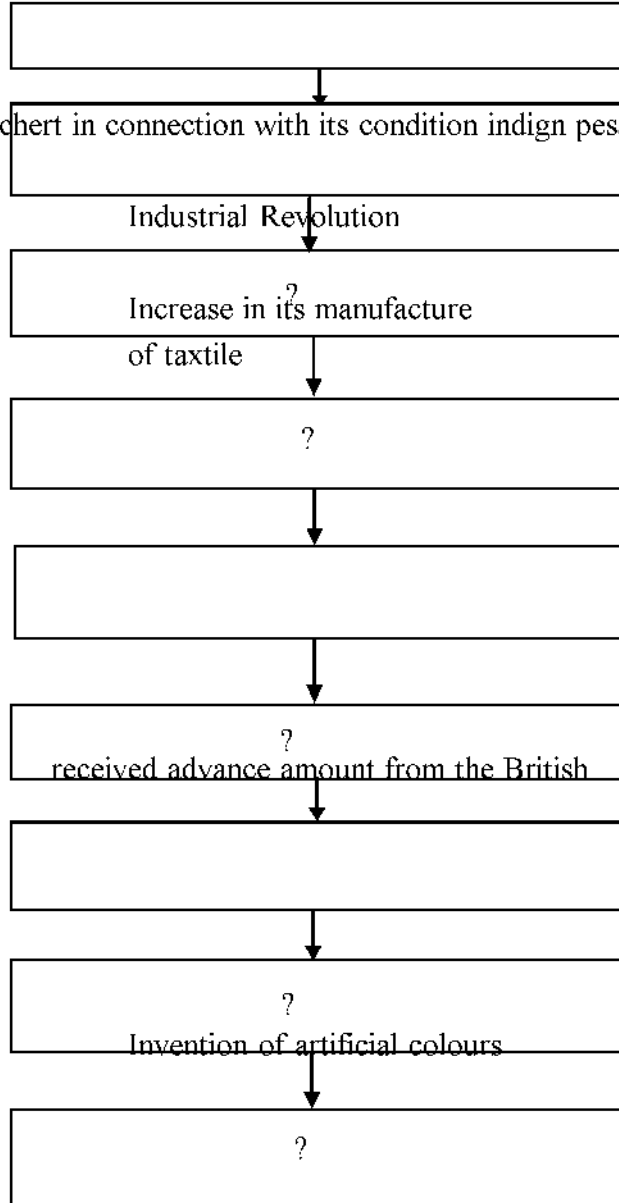 chert in connection with its condition indign pes
Industrial Revolution
?
Increase in its manufacture
of taxtile
?
?
received advance amount from the British
?
Invention of artificial colours
?